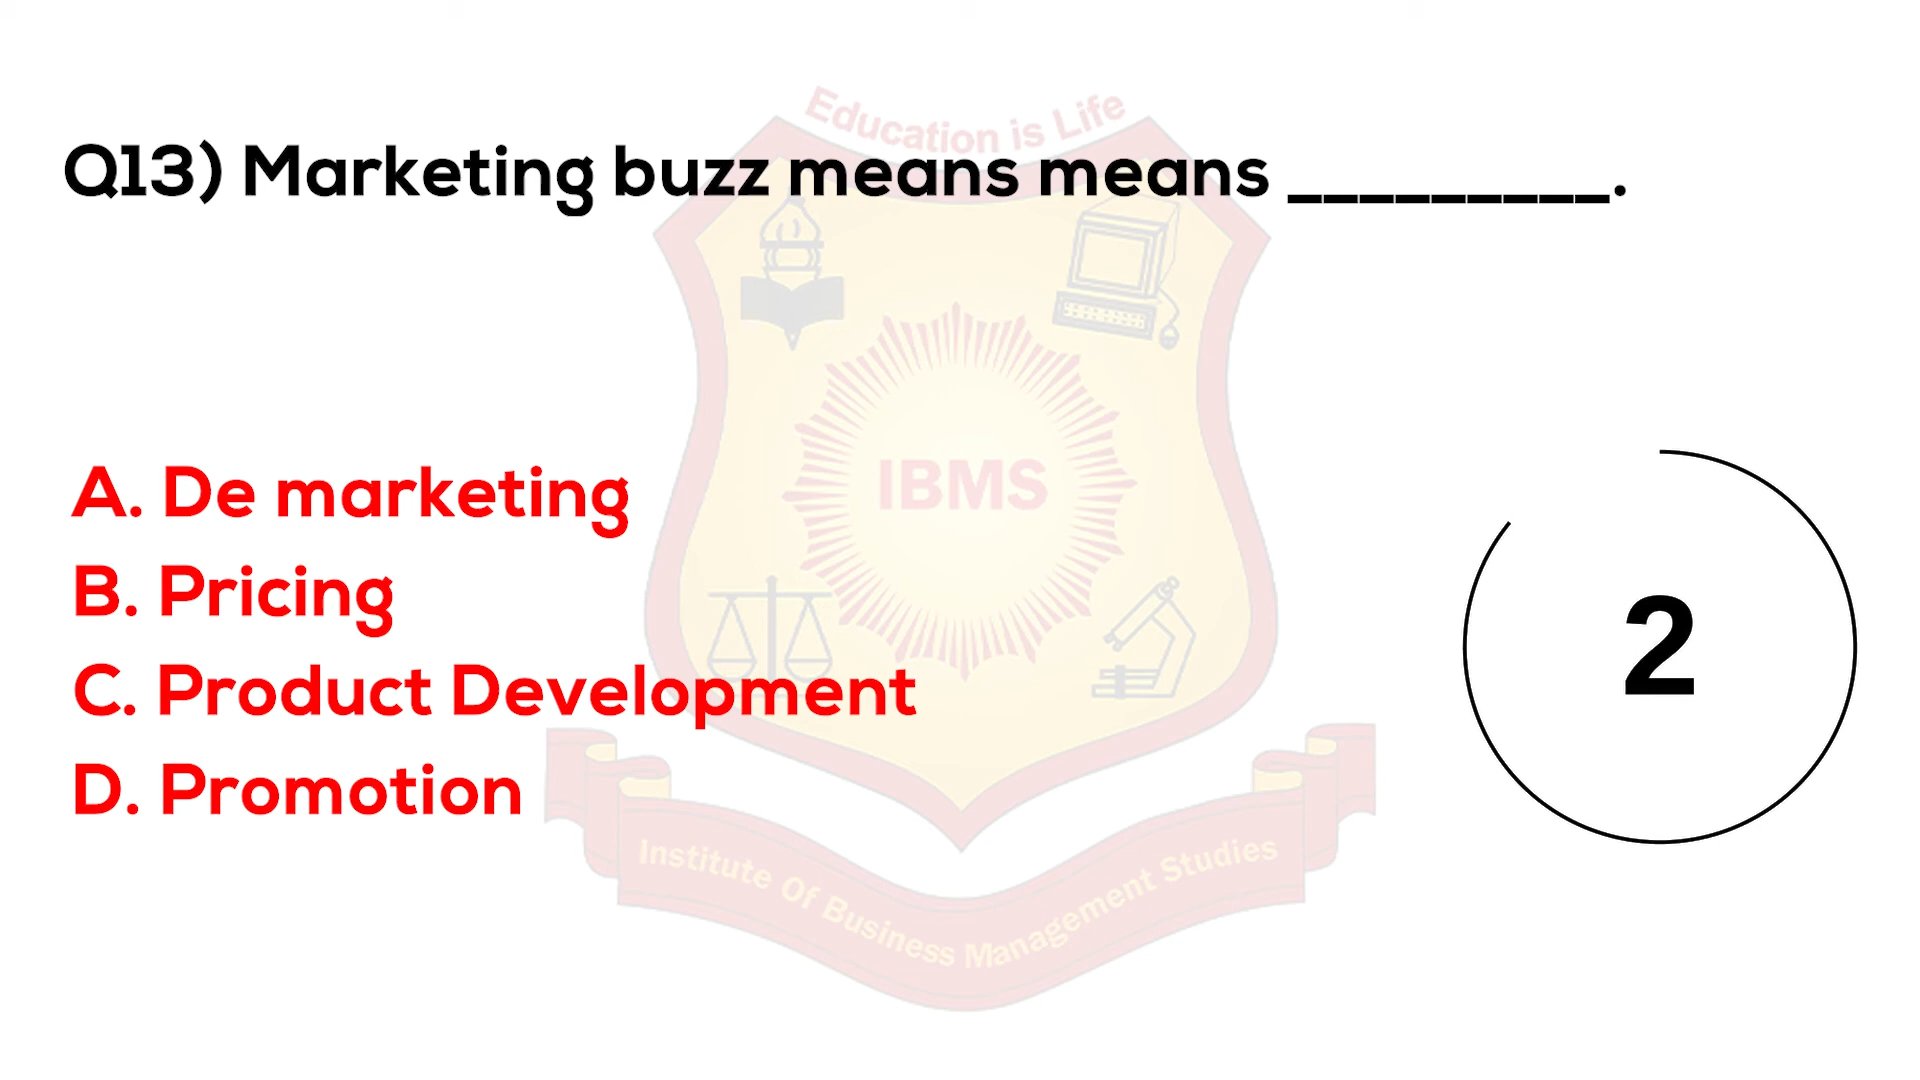 Education is Life
Q13) Marketing buzz means means _________.
IBMS
A. De marketing
B. Pricing
C. Product Development
D. Promotion
2
Institute Of Business Management Studies